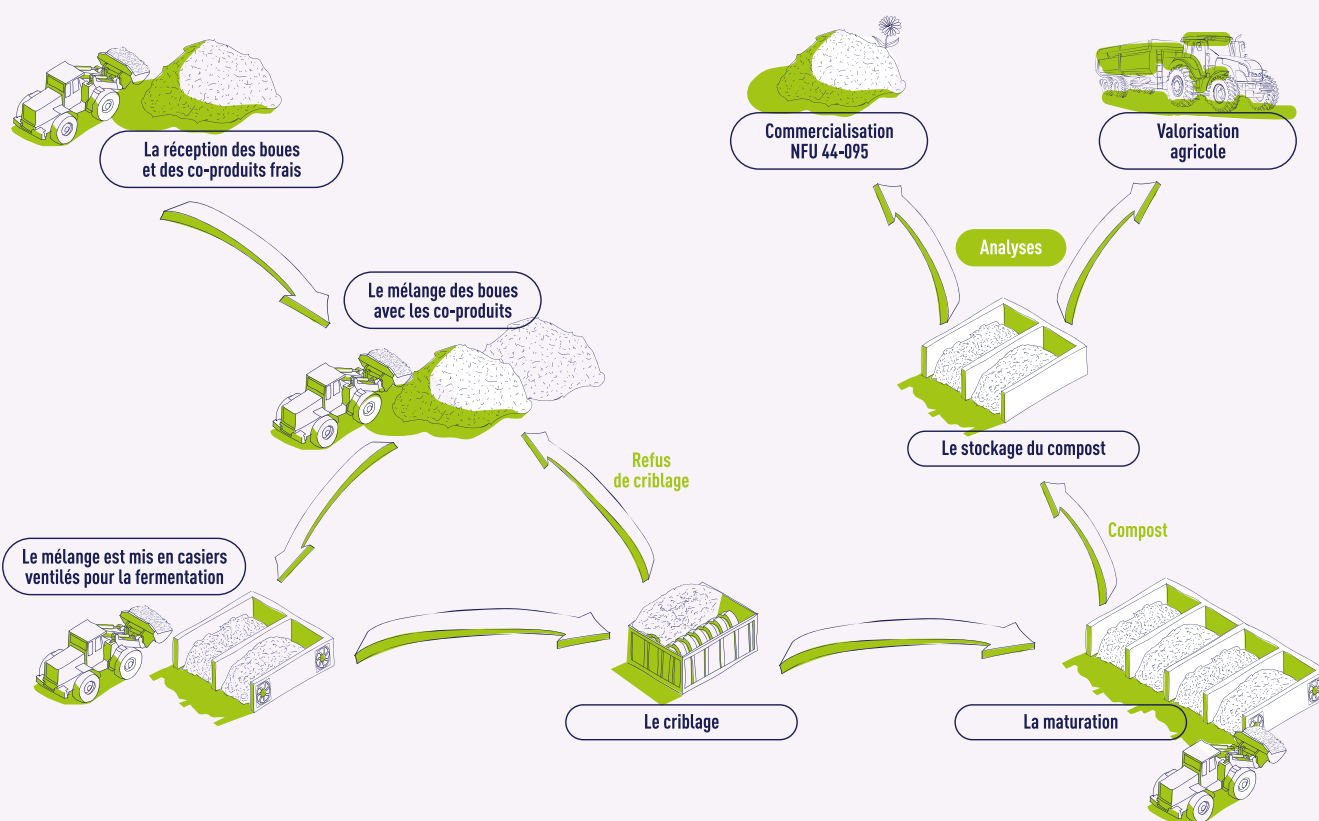 La réception des boues
et des co-produits frais
Commercialisation
NFU 44-095
Valorisation
agricole
Analyses
Le mélange des boues
avec les co-produits
Le stockage du compost
Refus
de criblage
Compost
Le mélange est mis en casiers
ventilés pour la fermentation
Le criblage
La maturation